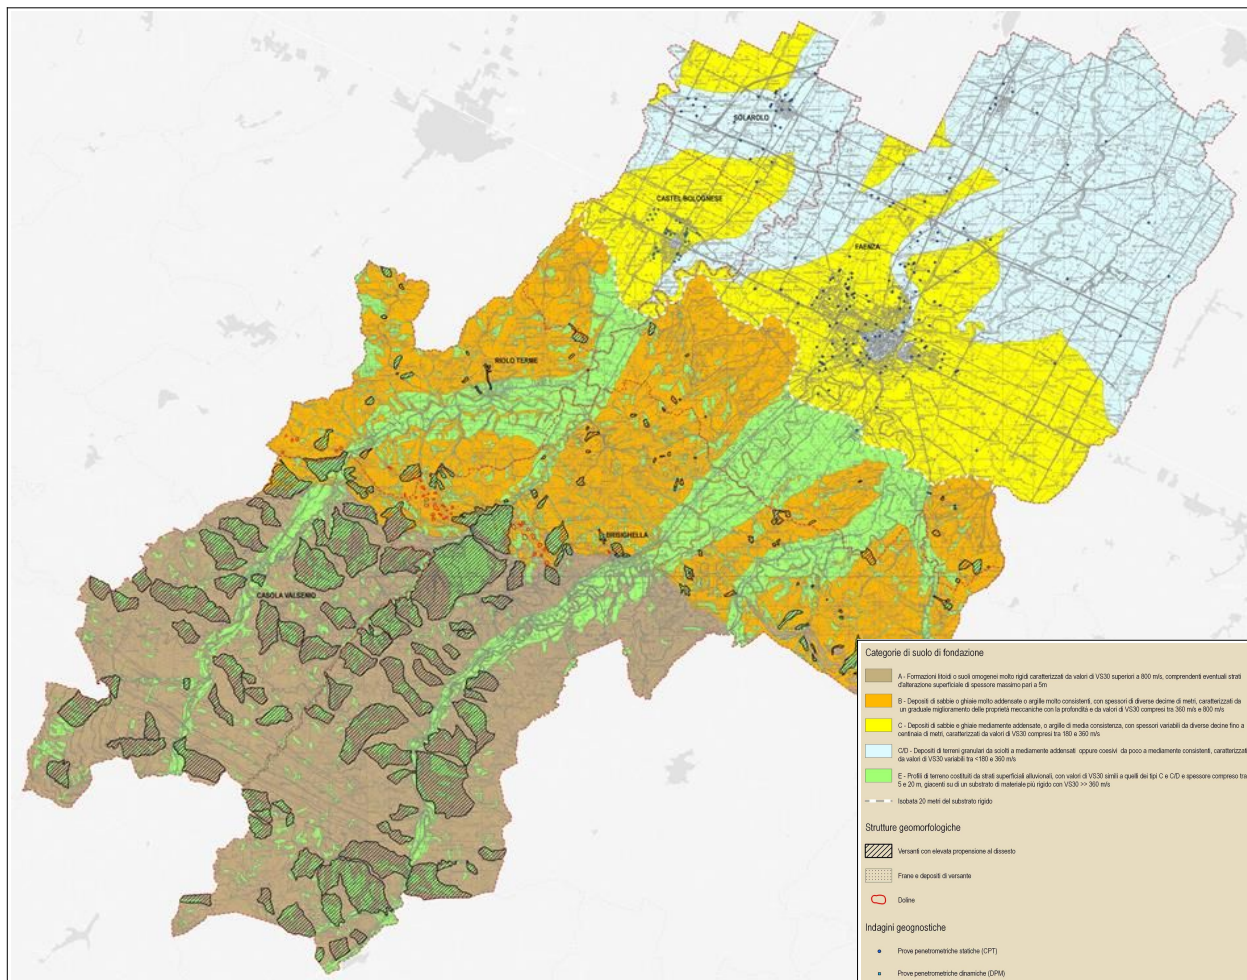 SOLAROLO
CASTEL BOLOGNESE
FAENZA
RIOLO TERME
BRISIGHELLA
CASOLA VALSENIO
Categorie di suolo di fondazione
A - Formazioni litoidi o suoli omogenei molto rigidi caratterizzati da valori di VS30 superiori a 800 m/s, comprendenti eventuali strati
d'alterazione superficiale di spessore massimo pari a 5m
B - Depositi di sabbie o ghiaie molto addensate o argille molto consistenti, con spessori di diverse decine di metri, caratterizzati da
un graduale miglioramento delle proprietà meccaniche con la profondità e da valori di VS30 compresi tra 360 m/s e 800 m/s
C - Depositi di sabbie e ghiaie mediamente addensate, o argille di media consistenza, con spessori variabili da diverse decine fino a
centinaia di metri, caratterizzati da valori di VS30 compresi tra 180 e 360 m/s
C/D - Depositi di terreni granulari da sciolti a mediamente addensati oppure coesivi da poco a mediamente consistenti, caratterizzati
da valori di VS30 variabili tra <180 e 360 m/s
E - Profili di terreno costituiti da strati superficiali alluvionali, con valori di VS30 simili a quelli dei tipi C e C/D e spessore compreso tra
5 e 20 m, giacenti su di un substrato di materiale più rigido con VS30 >> 360 m/s
Isobata 20 metri del substrato rigido
Strutture geomorfologiche
Versanti con elevata propensione al dissesto
Frane e depositi di versante
Doline
Indagini geognostiche
Prove penetrometriche statiche (CPT)
Prove penetrometriche dinamiche (DPM)